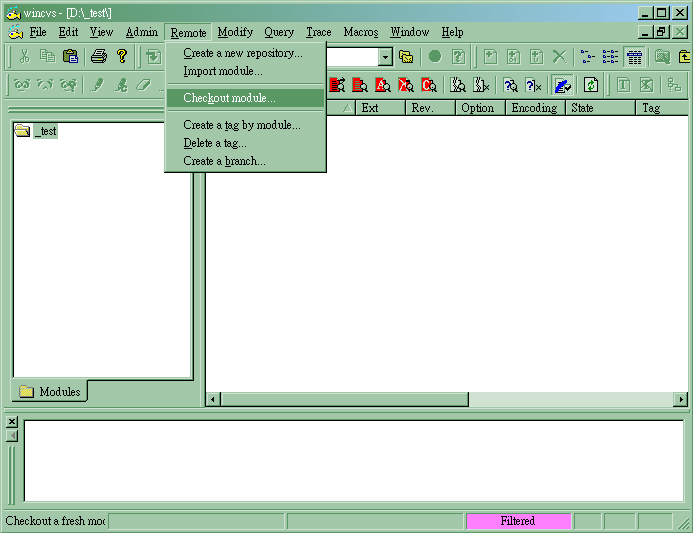 wincvs - [D:\_test\]
File Edit View Admin Remote Modify Query Trace Macros Window Help
Create a new repository...
Import module...
Checkout module...
Create a tag by module...
Delete a tag...
Create a branch...
Ext Rev. Option Encoding State Tag
_test
Modules
Checkout a fresh mod
Filtered